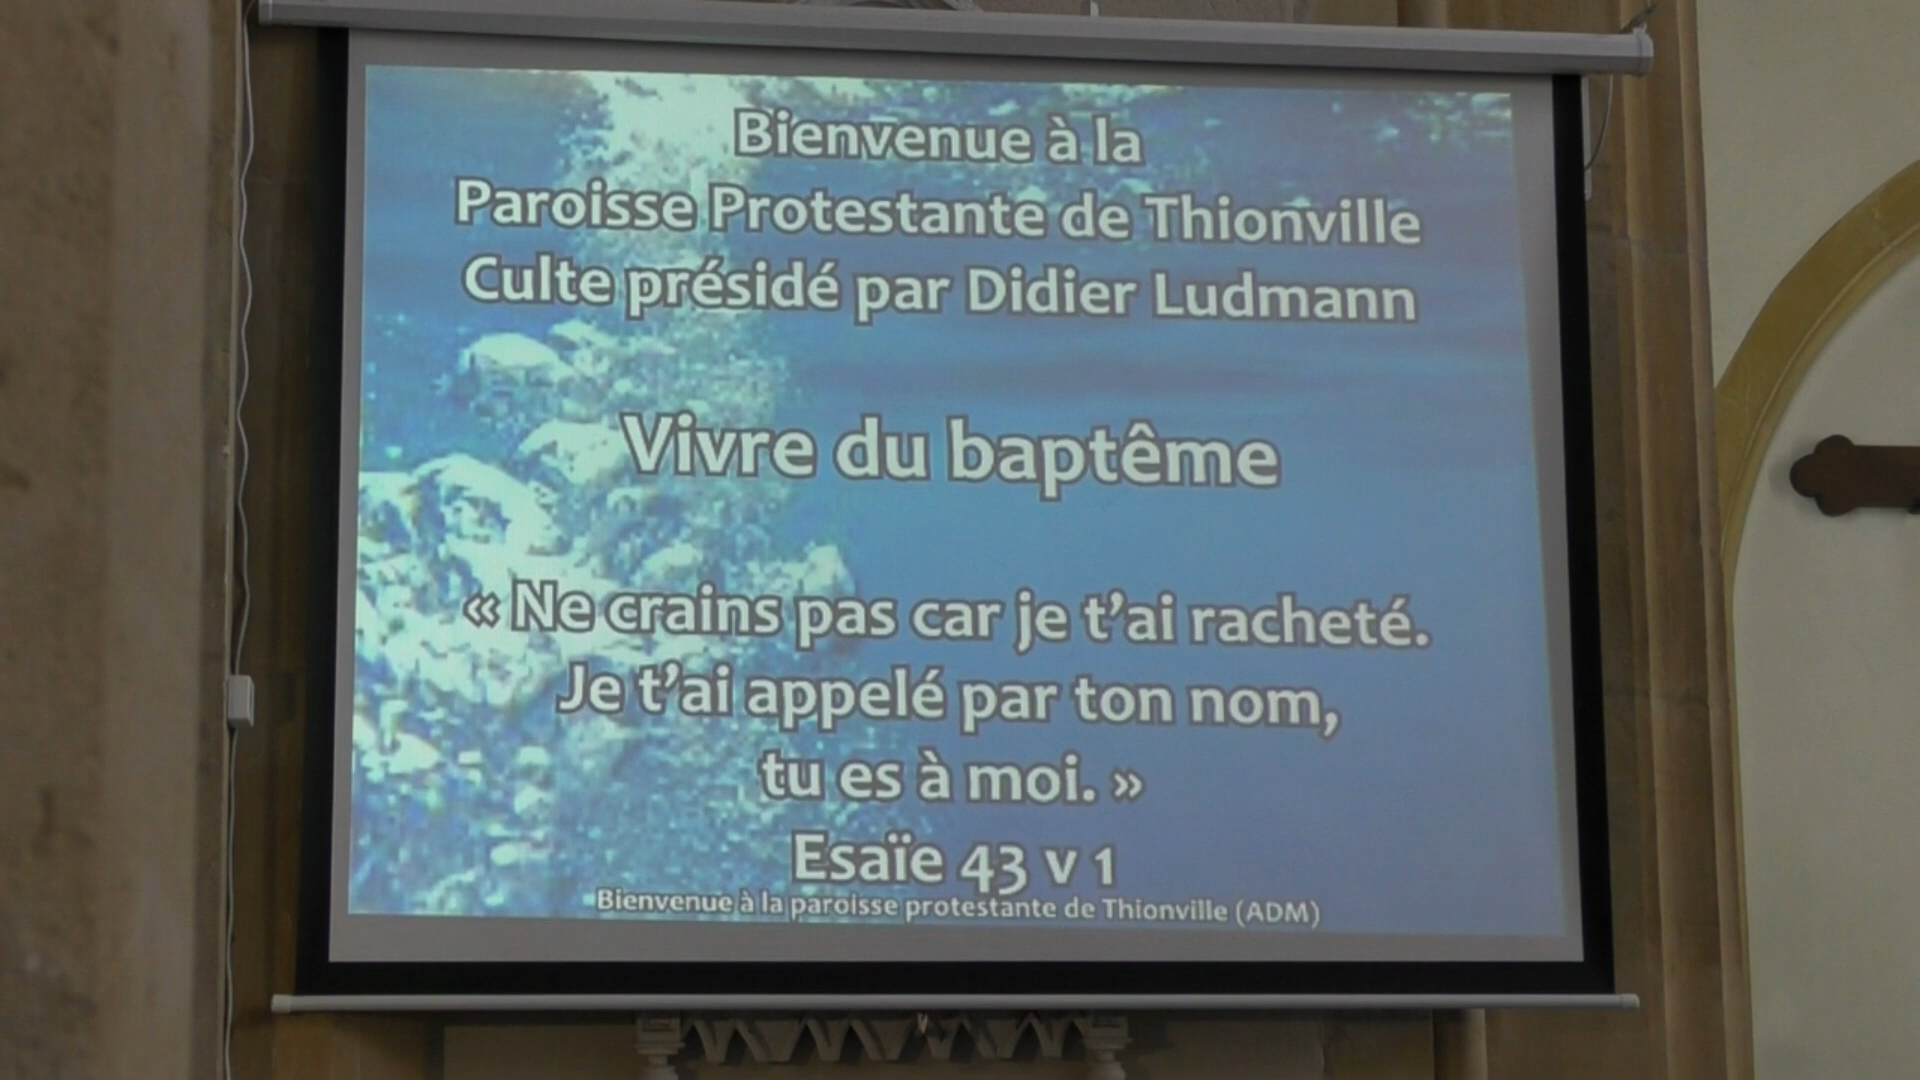 Bienvenue à la
Paroisse Protestante de Thionville
Culte présidé par Didier Ludmann
Vivre du baptême
« Ne crains pas car je t’ai racheté.
Je t’ai appelé par ton nom,
tu es à moi. »
Esaïe 43 v 1
Bienvenue à la paroisse protestante de Thionville (ADM)